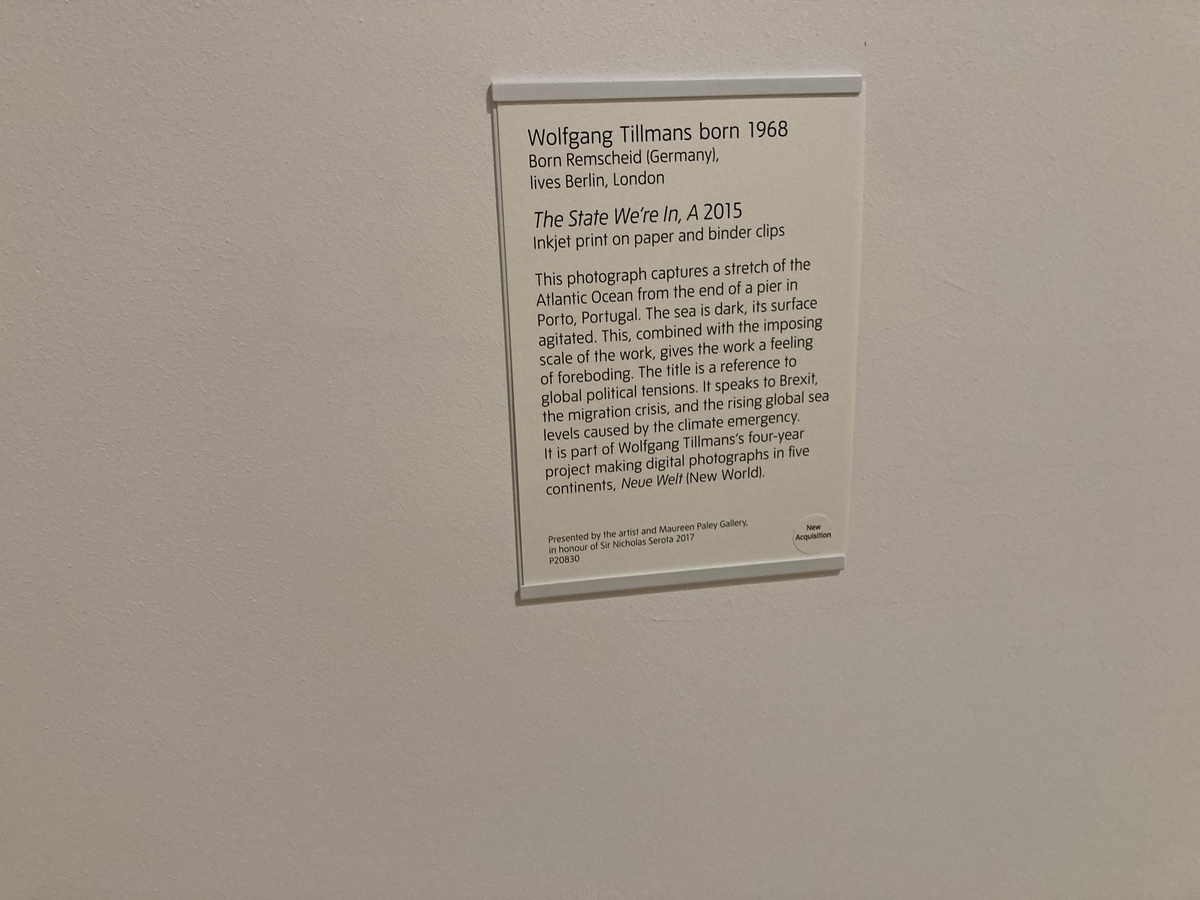 Wolfgang Tillmans born 1968
Born Remscheid (Germany),
lives Berlin, London
The State We're In, A 2015
Inkjet print on paper and binder clips
This photograph captures a stretch of the
Atlantic Ocean from the end of a pier in
Porto, Portugal. The sea is dark, its surface
agitated. This, combined with the imposing
scale of the work, gives the work a feeling
of foreboding. The title is a reference to
global political tensions. It speaks to Brexit,
the migration crisis, and the rising global sea
levels caused by the climate emergency.
It is part of Wolfgang Tillmans's four-year
project making digital photographs in five
continents, Neue Welt (New World).
Presented by the artist and Maureen Paley Gallery,
in honour of Sir Nicholas Serota 2017
P20830
New
Acquisition